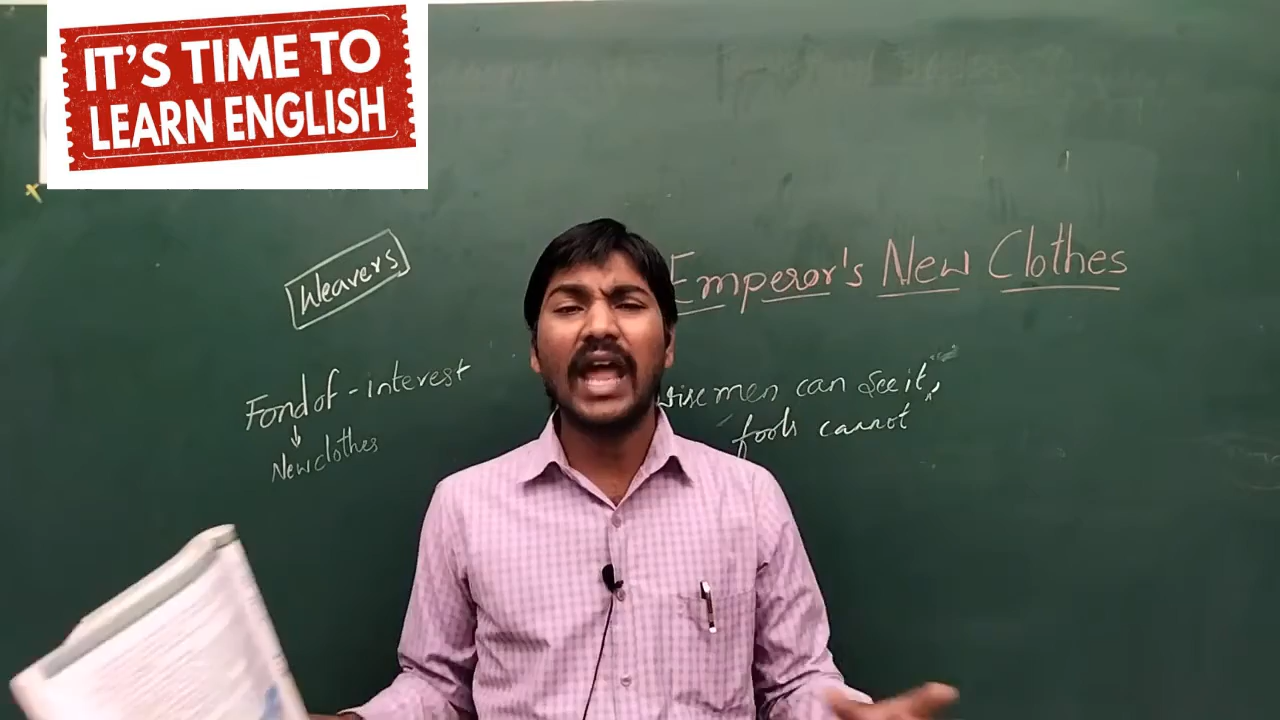 IT'S TIME TO
LEARN ENGLISH
Weavers
Emperor's New Clothes
Fond of - interest
New clothes
wise men can see it,
fools cannot